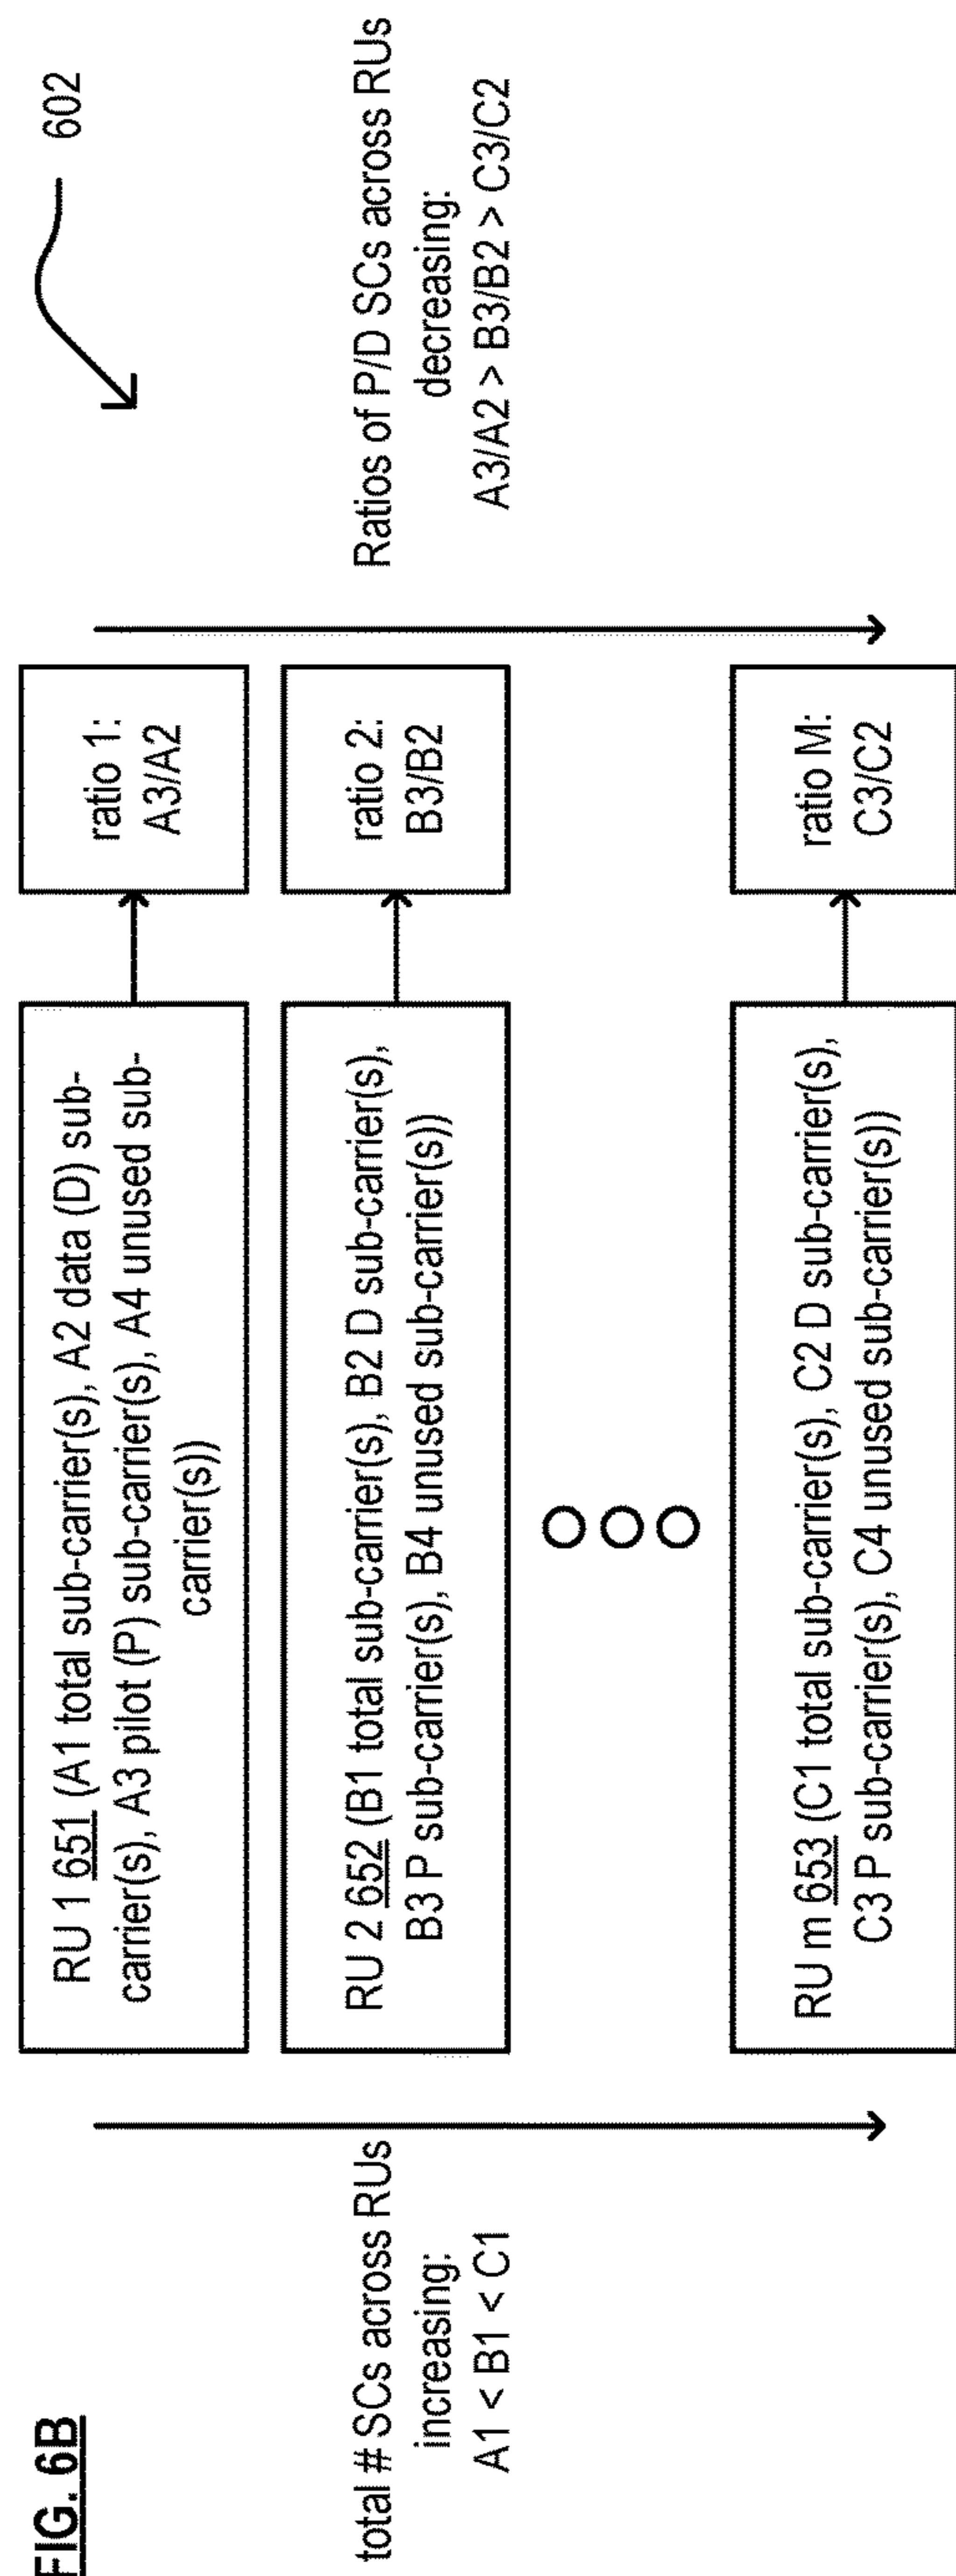 FIG. 6B
602
total # SCs across RUs
increasing:
A1 < B1 < C1
RU 1 651 (A1 total sub-carrier(s), A2 data (D) sub-
carrier(s), A3 pilot (P) sub-carrier(s), A4 unused sub-
carrier(s))
ratio 1:
A3/A2
RU 2 652 (B1 total sub-carrier(s), B2 D sub-carrier(s),
B3 P sub-carrier(s), B4 unused sub-carrier(s))
ratio 2:
B3/B2
RU m 653 (C1 total sub-carrier(s), C2 D sub-carrier(s),
C3 P sub-carrier(s), C4 unused sub-carrier(s))
ratio M:
C3/C2
Ratios of P/D SCs across RUs
decreasing:
A3/A2 > B3/B2 > C3/C2